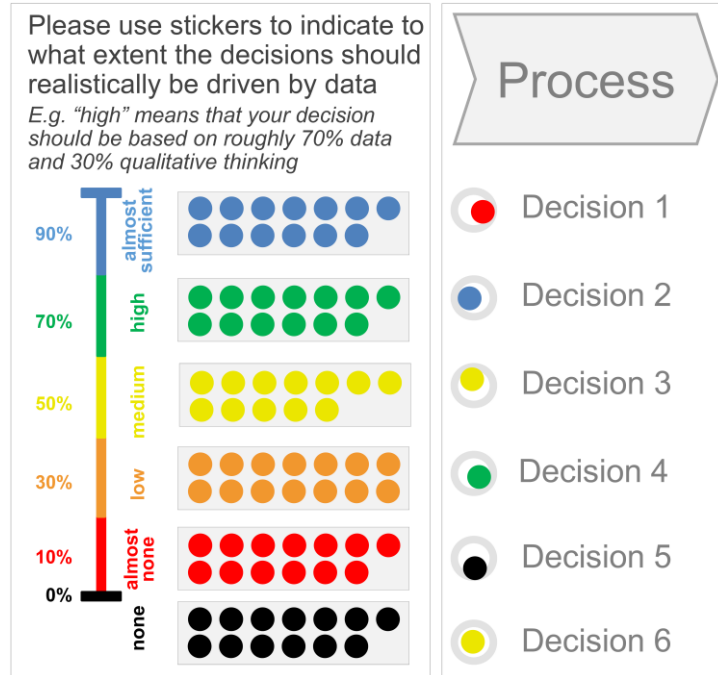 Please use stickers to indicate to
what extent the decisions should
realistically be driven by data
E.g. “high” means that your decision
should be based on roughly 70% data
and 30% qualitative thinking
90%
almost
sufficient
70%
high
50%
medium
30%
low
10%
almost
none
0%
none
Process
Decision 1
Decision 2
Decision 3
Decision 4
Decision 5
Decision 6